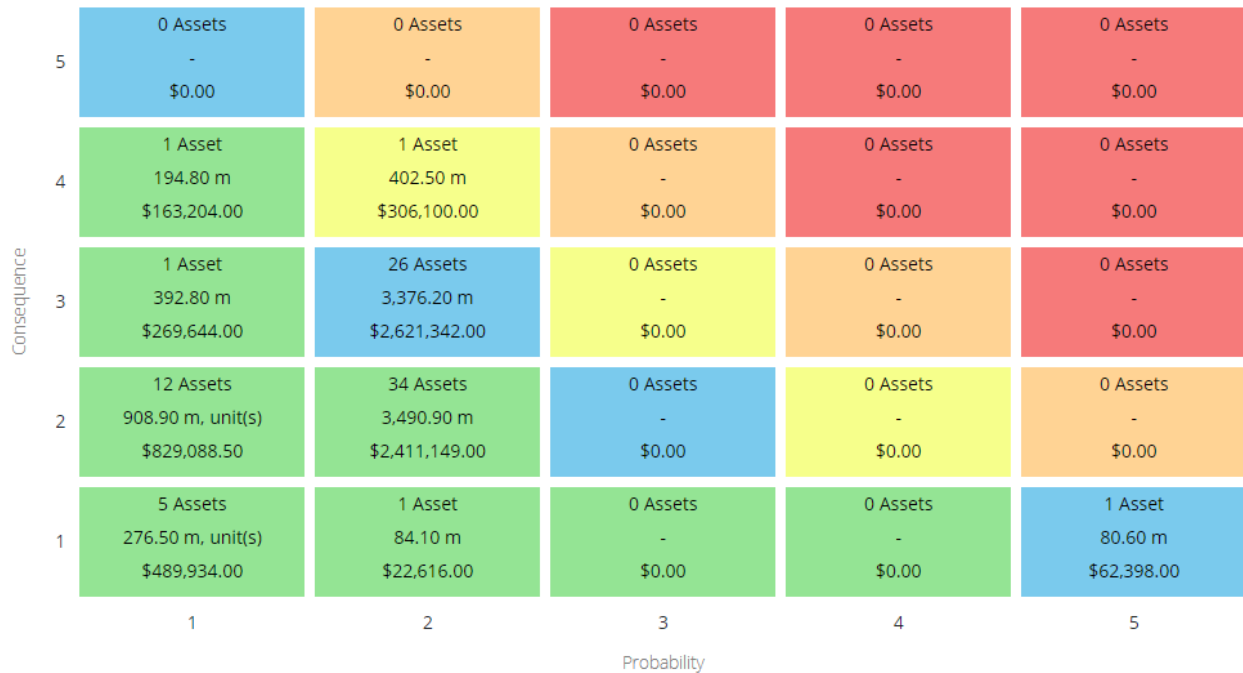 0 Assets 0 Assets 0 Assets 0 Assets 0 Assets
5 - - - - -
$0.00 $0.00 $0.00 $0.00 $0.00
1 Asset 1 Asset 0 Assets 0 Assets 0 Assets
4 194.80 m 402.50 m - - -
$163,204.00 $306,100.00 $0.00 $0.00 $0.00
Consequence
1 Asset 26 Assets 0 Assets 0 Assets 0 Assets
3 392.80 m 3,376.20 m - - -
$269,644.00 $2,621,342.00 $0.00 $0.00 $0.00
12 Assets 34 Assets 0 Assets 0 Assets 0 Assets
2 908.90 m, unit(s) 3,490.90 m - - -
$829,088.50 $2,411,149.00 $0.00 $0.00 $0.00
5 Assets 1 Asset 0 Assets 0 Assets 1 Asset
1 276.50 m, unit(s) 84.10 m - - 80.60 m
$489,934.00 $22,616.00 $0.00 $0.00 $62,398.00
1 2 3 4 5
Probability